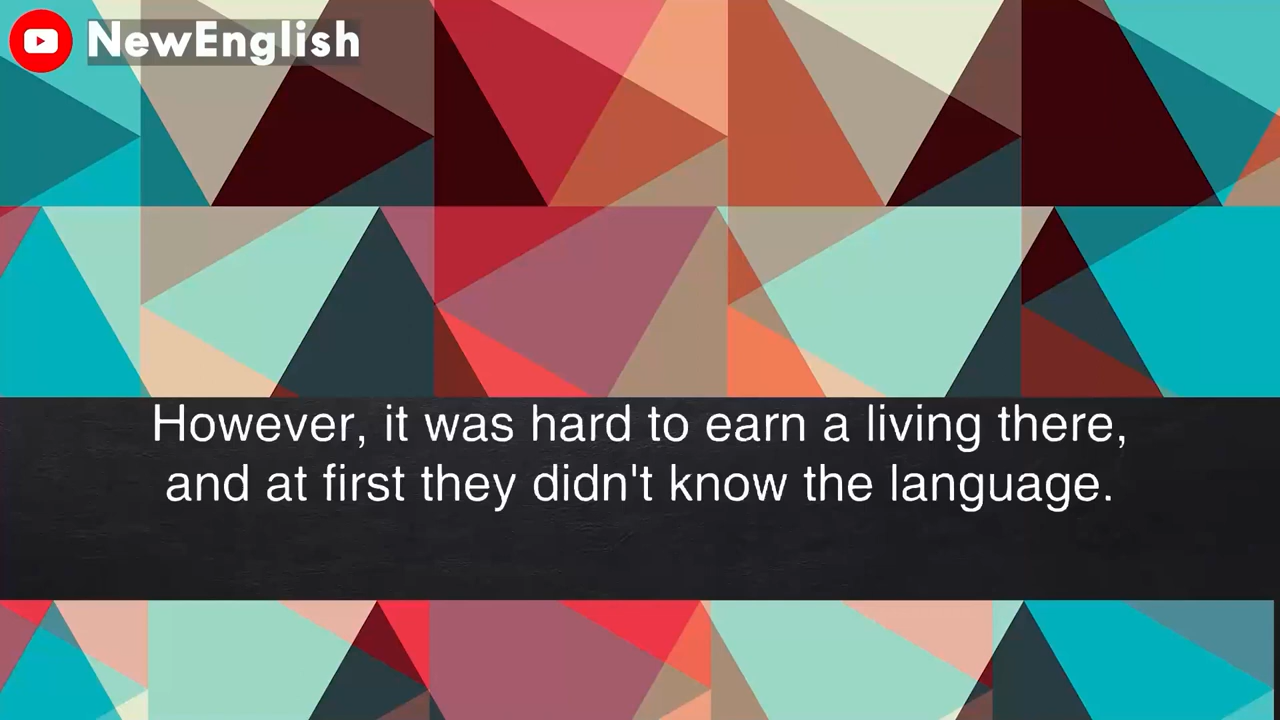 NewEnglish
However, it was hard to earn a living there,
and at first they didn't know the language.